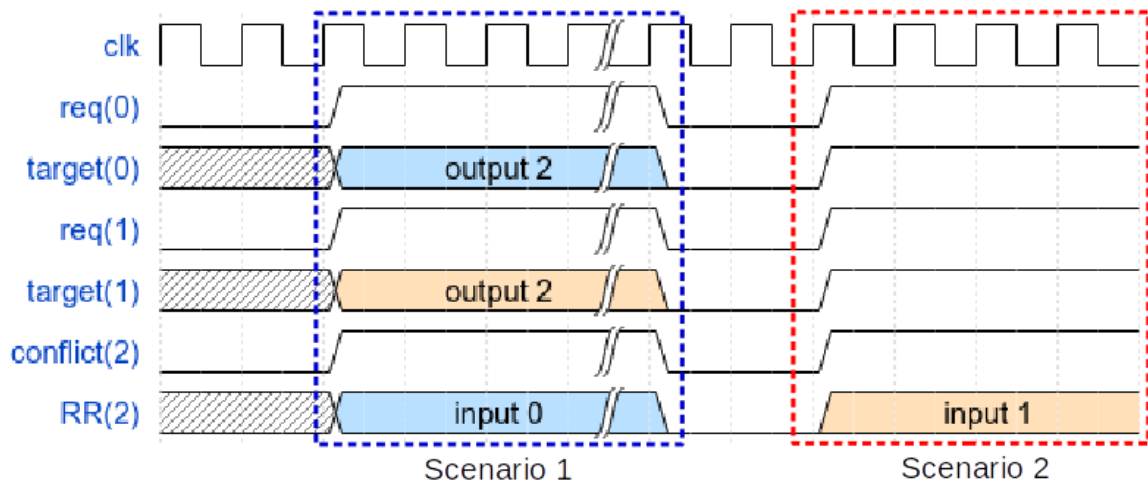 clk
req(0)
target(0) output 2
req(1)
target(1) output 2
conflict(2)
RR(2) input 0 input 1
Scenario 1 Scenario 2